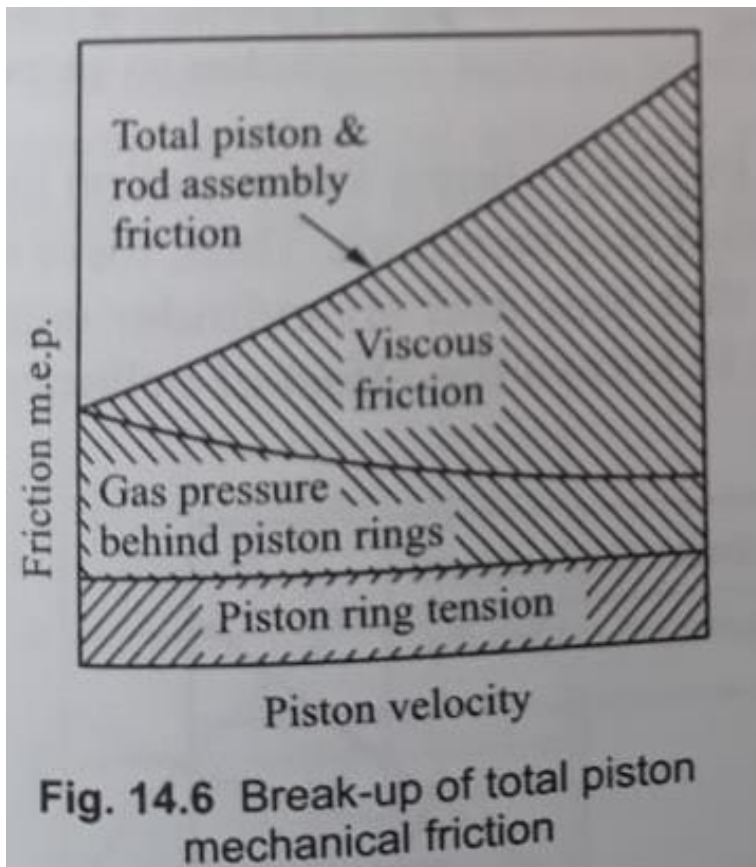 Total piston &
rod assembly
friction
Viscous
friction
Gas pressure
behind piston rings
Piston ring tension
Friction m.e.p.
Piston velocity
Fig. 14.6 Break-up of total piston
mechanical friction